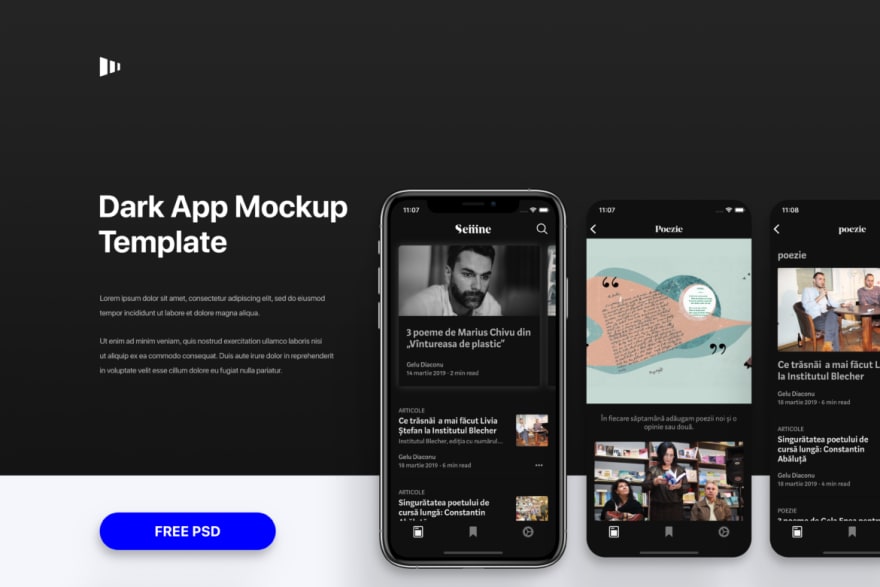 Dark App Mockup
Template
Lorem ipsum dolor sit amet, consectetur adipiscing elit, sed do eiusmod
tempor incididunt ut labore et dolore magna aliqua.
Ut enim ad minim veniam, quis nostrud exercitation ullamco laboris nisi
ut aliquip ex ea commodo consequat. Duis aute irure dolor in reprehenderit
in voluptate velit esse cillum dolore eu fugiat nulla pariatur.
FREE PSD
11:07
3 poeme de Marius Chivu din
„Vîntureasa de plastic”
Gelu Diaconu
14 martie 2019 · 2 min read
ARTICOLE
Ce trăsnăi a mai făcut Livia
Ștefan la Institutul Blecher
Institutul Blecher, ediția cu numărul...
Gelu Diaconu
18 martie 2019 · 6 min read
ARTICOLE
Singurătatea poetului de
cursă lungă: Constantin
11:07
Poezie
În fiecare săptamână adăugam poezii noi și o
opinie sau două.
11:08
poezie
poezie
Ce trăsnăi a mai făcut L
la Institutul Blecher
Gelu Diaconu
18 martie 2019 · 6 min read
ARTICOLE
Singurătatea poetului de
cursă lungă: Constantin
Abăluță
Gelu Diaconu
18 martie 2019 · 4 min read
POEZIE